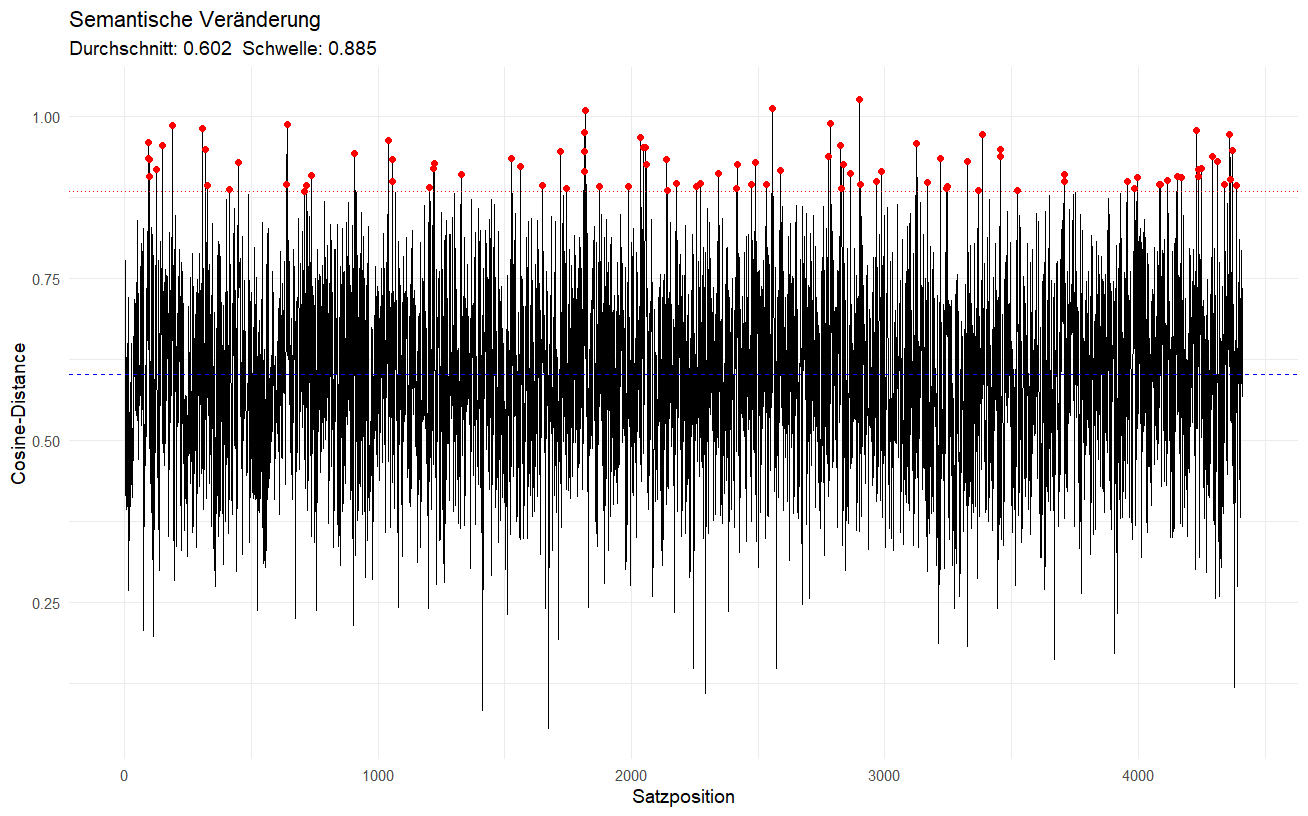 Semantische Veränderung
Durchschnitt: 0.602  Schwelle: 0.885
1.00
0.75
0.50
0.25
Cosine-Distance
0
1000
2000
3000
4000
Satzposition